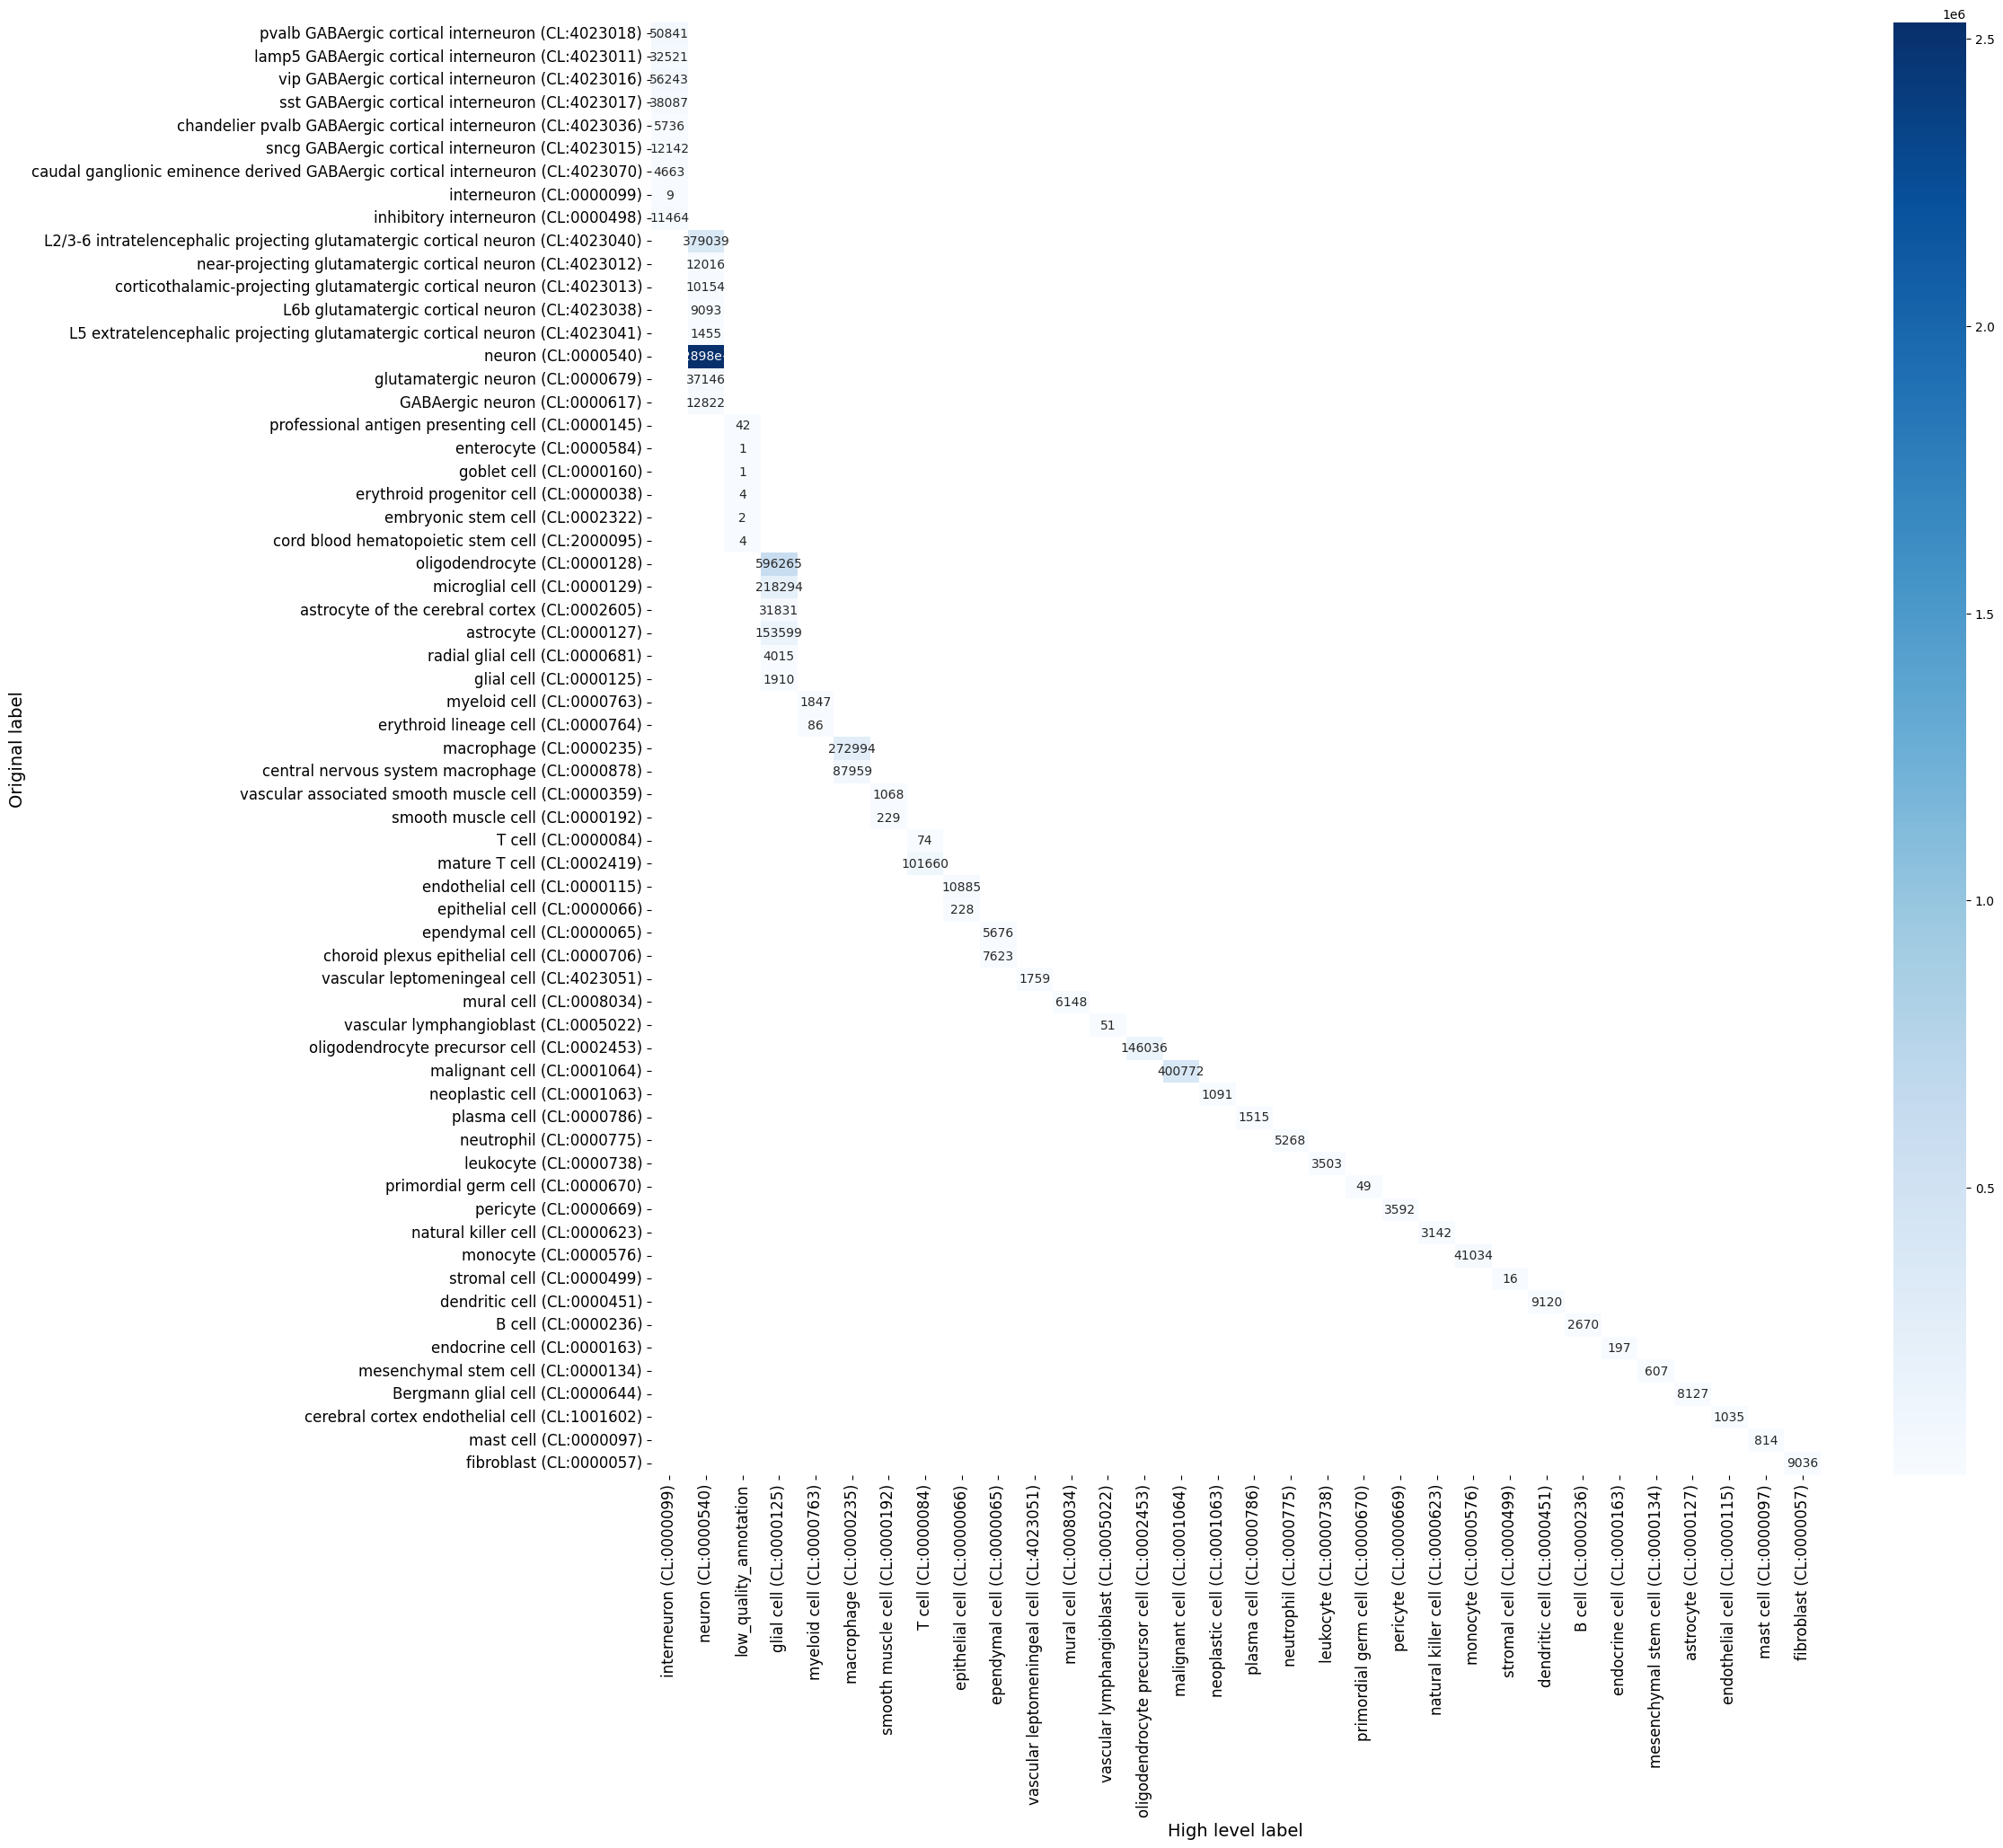 1e6
pvalb GABAergic cortical interneuron (CL:4023018) 50841
lamp5 GABAergic cortical interneuron (CL:4023011) 32521
vip GABAergic cortical interneuron (CL:4023016) 56243
sst GABAergic cortical interneuron (CL:4023017) 38087
chandelier pvalb GABAergic cortical interneuron (CL:4023036) 5736
sncg GABAergic cortical interneuron (CL:4023015) 12142
caudal ganglionic eminence derived GABAergic cortical interneuron (CL:4023070) 4663
interneuron (CL:0000099) 9
inhibitory interneuron (CL:0000498) 11464
L2/3-6 intratelencephalic projecting glutamatergic cortical neuron (CL:4023040) 379039
near-projecting glutamatergic cortical neuron (CL:4023012) 12016
corticothalamic-projecting glutamatergic cortical neuron (CL:4023013) 10154
L6b glutamatergic cortical neuron (CL:4023038) 9093
L5 extratelencephalic projecting glutamatergic cortical neuron (CL:4023041) 1455
neuron (CL:0000540)
glutamatergic neuron (CL:0000679) 37146
GABAergic neuron (CL:0000617) 12822
professional antigen presenting cell (CL:0000145) 42
enterocyte (CL:0000584) 1
goblet cell (CL:0000160) 1
erythroid progenitor cell (CL:0000038) 4
embryonic stem cell (CL:0002322) 2
cord blood hematopoietic stem cell (CL:2000095) 4
oligodendrocyte (CL:0000128) 596265
microglial cell (CL:0000129) 218294
astrocyte of the cerebral cortex (CL:0002605) 31831
astrocyte (CL:0000127) 153599
radial glial cell (CL:0000681) 4015
glial cell (CL:0000125) 1910
myeloid cell (CL:0000763) 1847
erythroid lineage cell (CL:0000764) 86
macrophage (CL:0000235) 272994
central nervous system macrophage (CL:0000878) 87959
vascular associated smooth muscle cell (CL:0000359) 1068
smooth muscle cell (CL:0000192) 229
T cell (CL:0000084) 74
mature T cell (CL:0002419) 101660
endothelial cell (CL:0000115) 10885
epithelial cell (CL:0000066) 228
ependymal cell (CL:0000065) 5676
choroid plexus epithelial cell (CL:0000706) 7623
vascular leptomeningeal cell (CL:4023051) 1759
mural cell (CL:0008034) 6148
vascular lymphangioblast (CL:0005022) 51
oligodendrocyte precursor cell (CL:0002453) 146036
malignant cell (CL:0001064) 400772
neoplastic cell (CL:0001063) 1091
plasma cell (CL:0000786) 1515
neutrophil (CL:0000775) 5268
leukocyte (CL:0000738) 3503
primordial germ cell (CL:0000670) 49
pericyte (CL:0000669) 3592
natural killer cell (CL:0000623) 3142
monocyte (CL:0000576) 41034
stromal cell (CL:0000499) 16
dendritic cell (CL:0000451) 9120
B cell (CL:0000236) 2670
endocrine cell (CL:0000163) 197
mesenchymal stem cell (CL:0000134) 607
Bergmann glial cell (CL:0000644) 8127
cerebral cortex endothelial cell (CL:1001602) 1035
mast cell (CL:0000097) 814
fibroblast (CL:0000057) 9036
Original label
interneuron (CL:0000099)
neuron (CL:0000540)
low_quality_annotation
glial cell (CL:0000125)
myeloid cell (CL:0000763)
macrophage (CL:0000235)
smooth muscle cell (CL:0000192)
T cell (CL:0000084)
epithelial cell (CL:0000066)
ependymal cell (CL:0000065)
vascular leptomeningeal cell (CL:4023051)
mural cell (CL:0008034)
vascular lymphangioblast (CL:0005022)
oligodendrocyte precursor cell (CL:0002453)
malignant cell (CL:0001064)
neoplastic cell (CL:0001063)
plasma cell (CL:0000786)
neutrophil (CL:0000775)
leukocyte (CL:0000738)
primordial germ cell (CL:0000670)
pericyte (CL:0000669)
natural killer cell (CL:0000623)
monocyte (CL:0000576)
stromal cell (CL:0000499)
dendritic cell (CL:0000451)
B cell (CL:0000236)
endocrine cell (CL:0000163)
mesenchymal stem cell (CL:0000134)
astrocyte (CL:0000127)
endothelial cell (CL:0000115)
mast cell (CL:0000097)
fibroblast (CL:0000057)
High level label
2.5
2.0
1.5
1.0
0.5